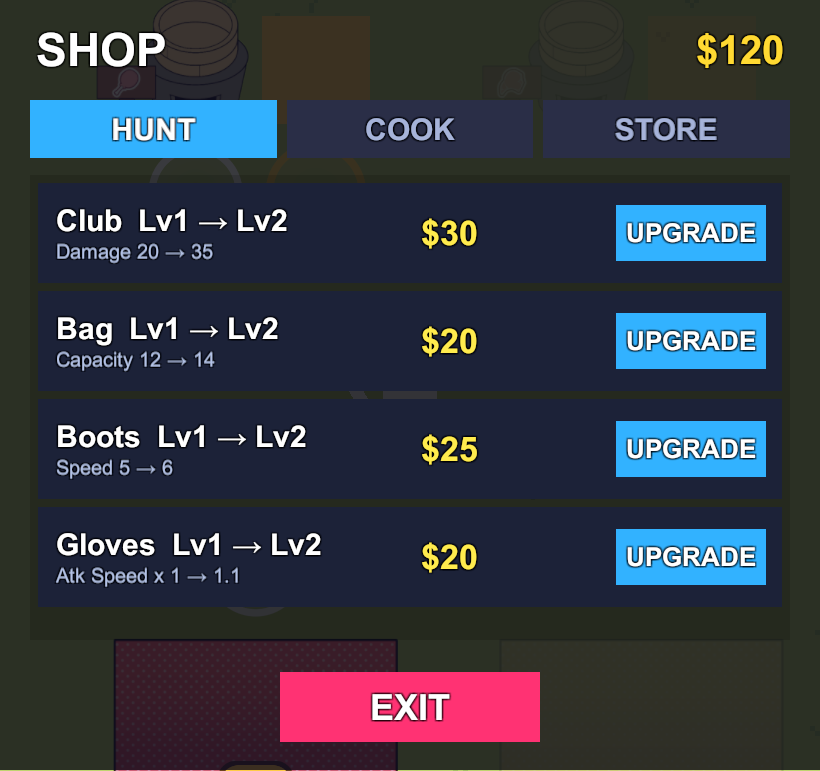 SHOP
$120
HUNT
COOK
STORE
Club Lv1 → Lv2
Damage 20 → 35
$30
UPGRADE
Bag Lv1 → Lv2
Capacity 12 → 14
$20
UPGRADE
Boots Lv1 → Lv2
Speed 5 → 6
$25
UPGRADE
Gloves Lv1 → Lv2
Atk Speed x 1 → 1.1
$20
UPGRADE
EXIT